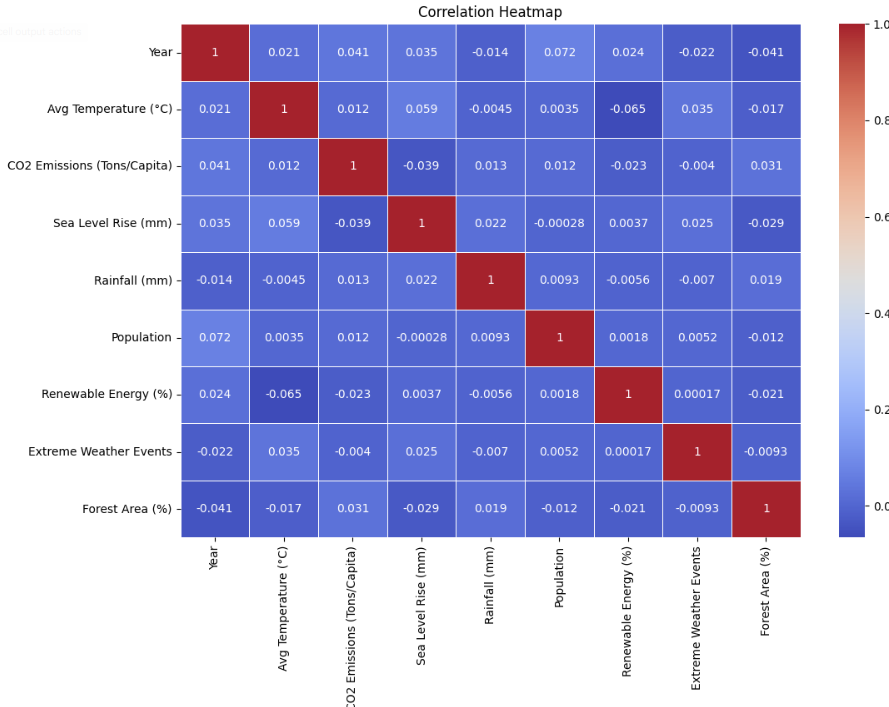 Correlation Heatmap
Year 1 0.021 0.041 0.035 -0.014 0.072 0.024 -0.022 -0.041
Avg Temperature (°C) 0.021 1 0.012 0.059 -0.0045 0.0035 -0.065 0.035 -0.017
CO2 Emissions (Tons/Capita) 0.041 0.012 1 -0.039 0.013 0.012 -0.023 -0.004 0.031
Sea Level Rise (mm) 0.035 0.059 -0.039 1 0.022 -0.00028 0.0037 0.025 -0.029
Rainfall (mm) -0.014 -0.0045 0.013 0.022 1 0.0093 -0.0056 -0.007 0.019
Population 0.072 0.0035 0.012 -0.00028 0.0093 1 0.0018 0.0052 -0.012
Renewable Energy (%) 0.024 -0.065 -0.023 0.0037 -0.0056 0.0018 1 0.00017 -0.021
Extreme Weather Events -0.022 0.035 -0.004 0.025 -0.007 0.0052 0.00017 1 -0.0093
Forest Area (%) -0.041 -0.017 0.031 -0.029 0.019 -0.012 -0.021 -0.0093 1
Year
Avg Temperature (°C)
CO2 Emissions (Tons/Capita)
Sea Level Rise (mm)
Rainfall (mm)
Population
Renewable Energy (%)
Extreme Weather Events
Forest Area (%)
1.0
0.8
0.6
0.4
0.2
0.0